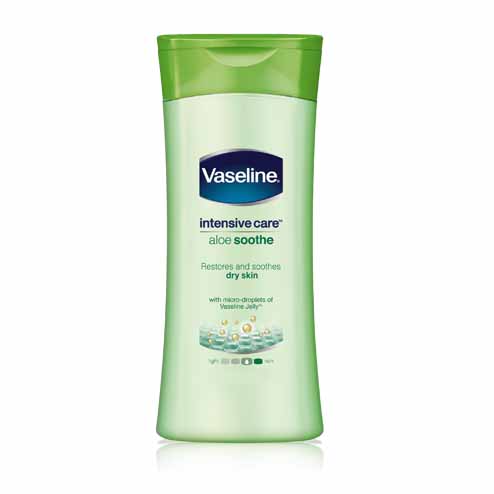 Vaseline.
intensive care™
aloe soothe
Restores and soothes
dry skin
with micro-droplets of
Vaseline Jelly™
light rich